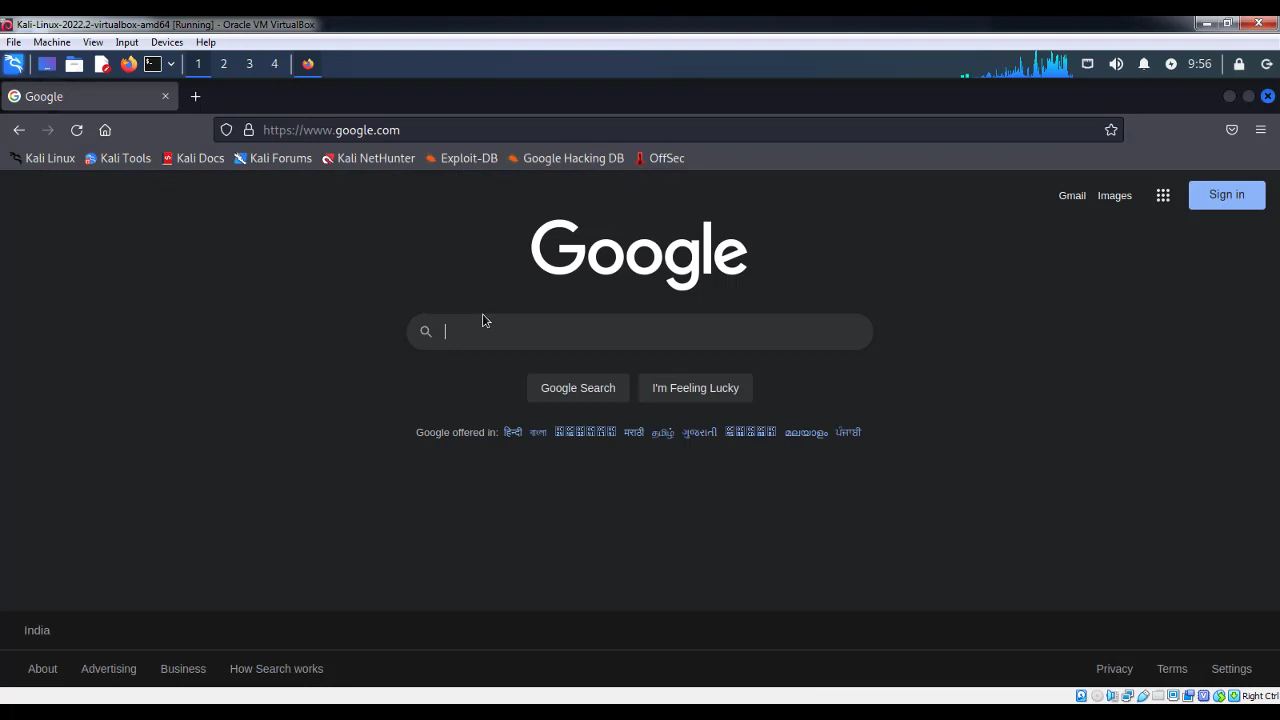 Kali-Linux-2022.2-virtualbox-amd64 [Running] - Oracle VM VirtualBox
File Machine View Input Devices Help
1 2 3 4 9:56
Google
https://www.google.com
Kali Linux Kali Tools Kali Docs Kali Forums Kali NetHunter Exploit-DB Google Hacking DB OffSec
Gmail Images Sign in
Google
Google Search I'm Feeling Lucky
Google offered in: हिन्दी বাংলা मराठी தமிழ் ગુજરાતી മലയാളം ਪੰਜਾਬੀ
India
About Advertising Business How Search works Privacy Terms Settings
Right Ctrl